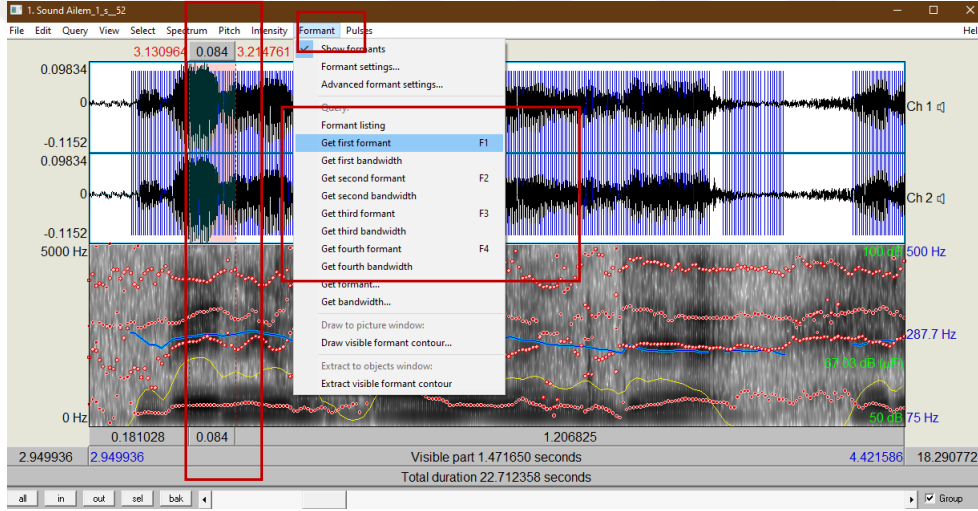 1. Sound Ailem_1_s__52
File Edit Query View Select Spectrum Pitch Intensity Formant Pulses Hel
3.130964 0.084 3.214761
Show formants
Formant settings...
Advanced formant settings...
Query:
Formant listing
Get first formant F1
Get first bandwidth
Get second formant F2
Get second bandwidth
Get third formant F3
Get third bandwidth
Get fourth formant F4
Get fourth bandwidth
Get formant...
Get bandwidth...
Draw to picture window:
Draw visible formant contour...
Extract to objects window:
Extract visible formant contour
0.09834
0
-0.1152
Ch 1
0.09834
0
-0.1152
Ch 2
5000 Hz
0 Hz
100 dB 500 Hz
287.7 Hz
50 dB 75 Hz
0.181028 0.084 1.206825
2.949936 2.949936 Visible part 1.471650 seconds 4.421586 18.290772
Total duration 22.712358 seconds
all in out sel bak Group